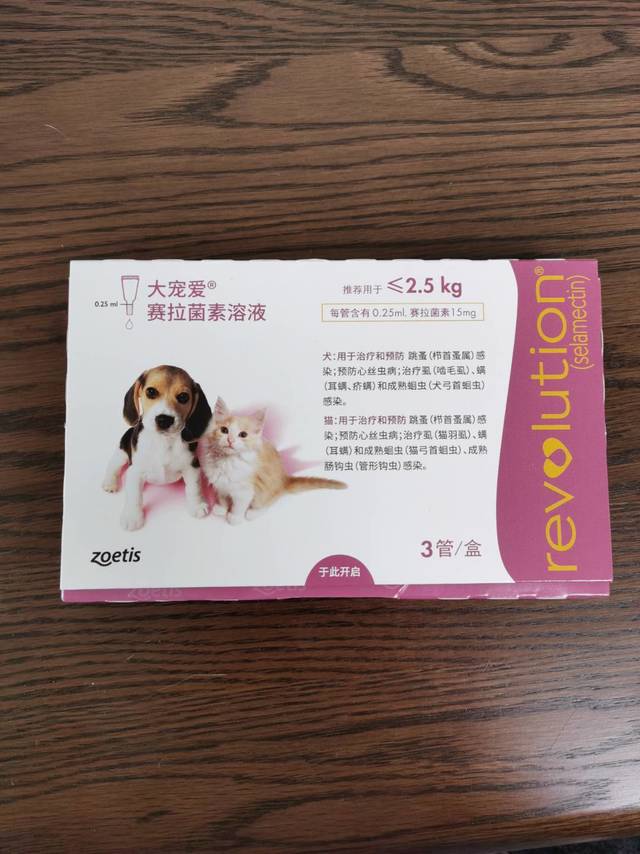 0.25 ml
大宠爱®
赛拉菌素溶液
推荐用于 ≤2.5 kg
每管含有0.25ml, 赛拉菌素15mg
犬:用于治疗和预防 跳蚤(栉首蚤属)感
染;预防心丝虫病;治疗虱(啮毛虱)、螨
(耳螨、疥螨)和成熟蛔虫(犬弓首蛔虫)
感染。
猫:用于治疗和预防 跳蚤(栉首蚤属)感
染;预防心丝虫病;治疗虱(猫羽虱)、螨
(耳螨)和成熟蛔虫(猫弓首蛔虫)、成熟
肠钩虫(管形钩虫)感染。
3管/盒
zoetis
于此开启
revolution®
(selamectin)
zoetis